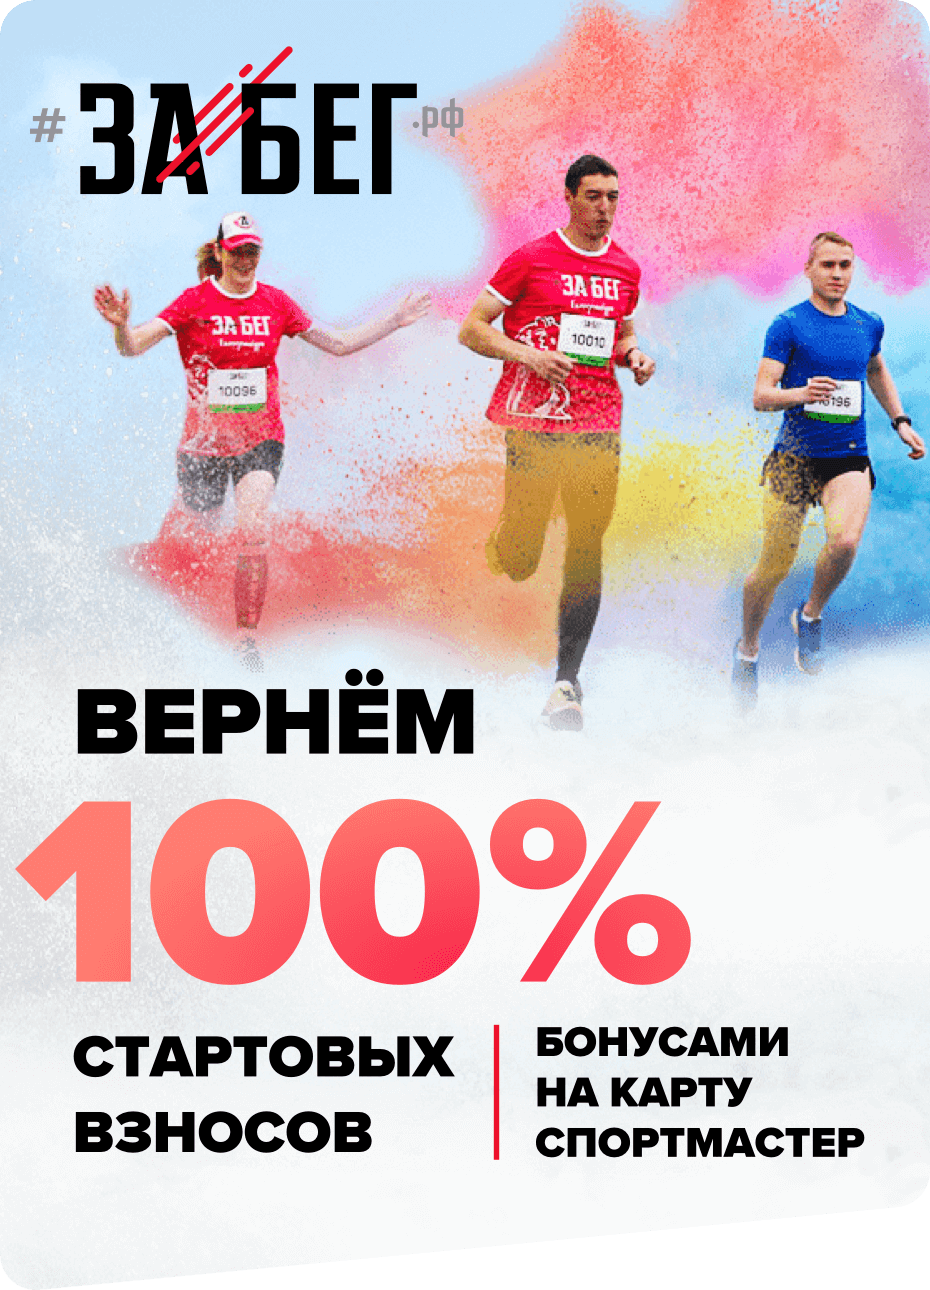 #ЗАБЕГ.рф
ЗА БЕГ
10096
ЗА БЕГ
10010
ВЕРНЁМ
100%
СТАРТОВЫХ
ВЗНОСОВ
БОНУСАМИ
НА КАРТУ
СПОРТМАСТЕР